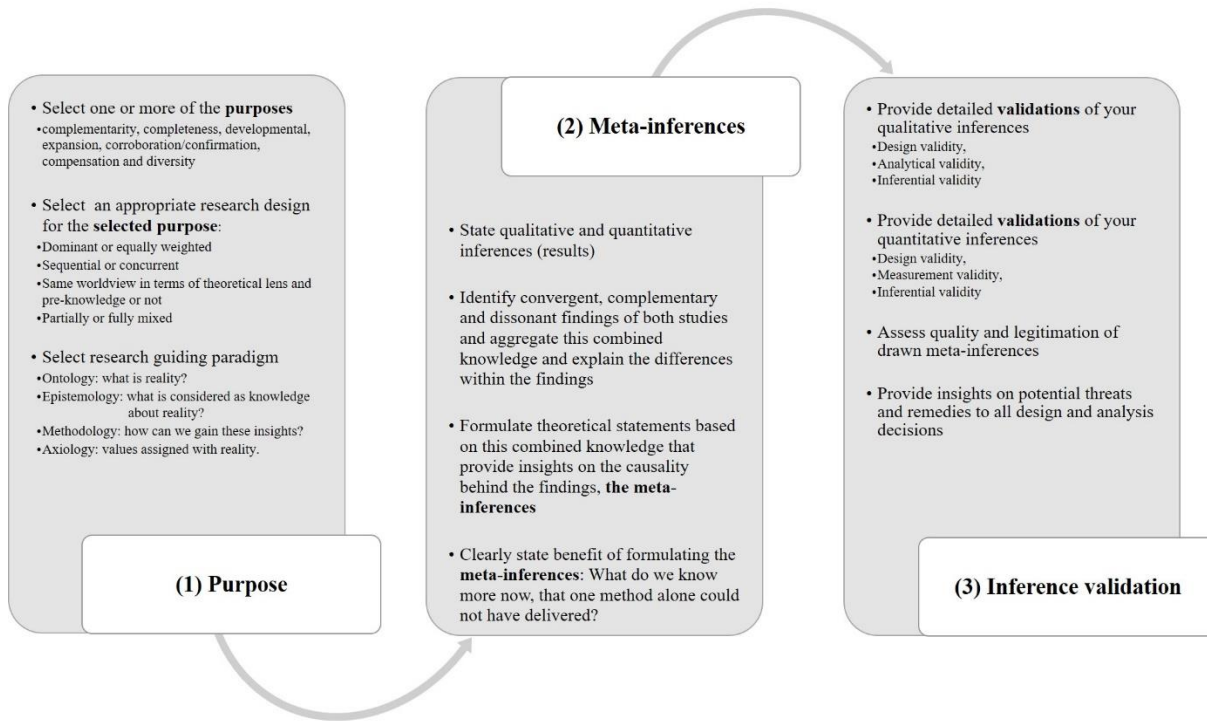 • Select one or more of the purposes
•complementarity, completeness, developmental,
expansion, corroboration/confirmation,
compensation and diversity
• Select an appropriate research design
for the selected purpose:
•Dominant or equally weighted
•Sequential or concurrent
•Same worldview in terms of theoretical lens and
pre-knowledge or not
•Partially or fully mixed
• Select research guiding paradigm
•Ontology: what is reality?
•Epistemology: what is considered as knowledge
about reality?
•Methodology: how can we gain these insights?
•Axiology: values assigned with reality.
(1) Purpose
(2) Meta-inferences
• State qualitative and quantitative
inferences (results)
• Identify convergent, complementary
and dissonant findings of both studies
and aggregate this combined
knowledge and explain the differences
within the findings
• Formulate theoretical statements based
on this combined knowledge that
provide insights on the causality
behind the findings, the meta-
inferences
• Clearly state benefit of formulating the
meta-inferences: What do we know
more now, that one method alone could
not have delivered?
• Provide detailed validations of your
qualitative inferences
•Design validity,
•Analytical validity,
•Inferential validity
• Provide detailed validations of your
quantitative inferences
•Design validity,
•Measurement validity,
•Inferential validity
• Assess quality and legitimation of
drawn meta-inferences
• Provide insights on potential threats
and remedies to all design and analysis
decisions
(3) Inference validation